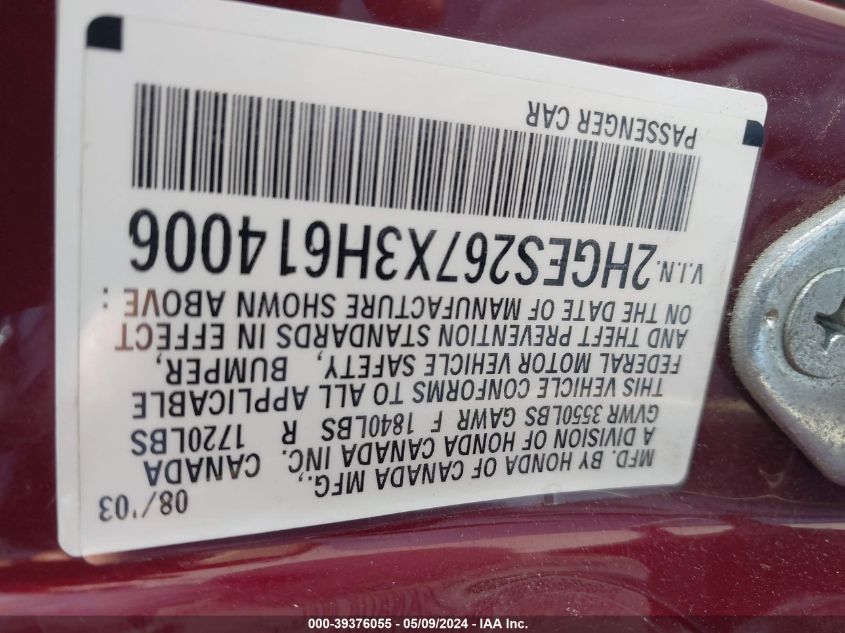 MFD. BY HONDA OF CANADA MFG., CANADA 08/'03
A DIVISION OF HONDA CANADA INC.
GVWR 3550LBS GAWR F 1840LBS R 1720LBS
THIS VEHICLE CONFORMS TO ALL APPLICABLE
FEDERAL MOTOR VEHICLE SAFETY, BUMPER,
AND THEFT PREVENTION STANDARDS IN EFFECT
ON THE DATE OF MANUFACTURE SHOWN ABOVE :
V.I.N. 2HGES267X3H614006
PASSENGER CAR
000-39376055 - 05/09/2024 - IAA Inc.